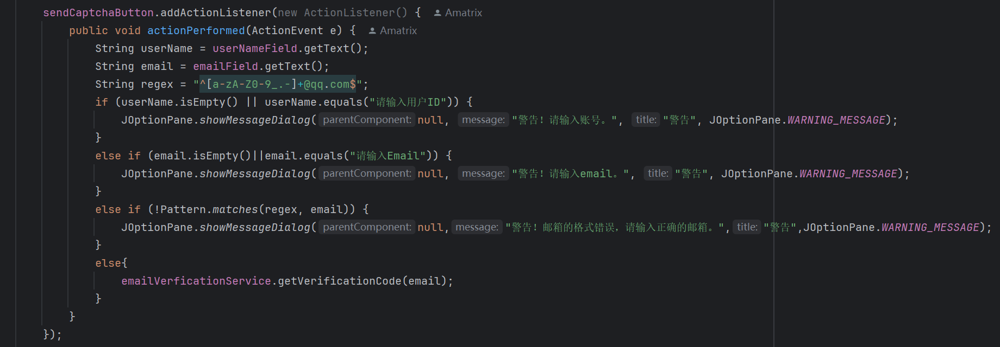 sendCaptchaButton.addActionListener(new ActionListener() { Amatrix
public void actionPerformed(ActionEvent e) { Amatrix
String userName = userNameField.getText();
String email = emailField.getText();
String regex = "^[a-zA-Z0-9_.-]+@qq.com$";
if (userName.isEmpty() || userName.equals("请输入用户ID")) {
JOptionPane.showMessageDialog( parentComponent: null, message: "警告！请输入账号。", title: "警告", JOptionPane.WARNING_MESSAGE);
}
else if (email.isEmpty()||email.equals("请输入Email")) {
JOptionPane.showMessageDialog( parentComponent: null, message: "警告！请输入email。", title: "警告", JOptionPane.WARNING_MESSAGE);
}
else if (!Pattern.matches(regex, email)) {
JOptionPane.showMessageDialog( parentComponent: null, message: "警告！邮箱的格式错误，请输入正确的邮箱。", title: "警告",JOptionPane.WARNING_MESSAGE);
}
else{
emailVerficationService.getVerificationCode(email);
}
}
});